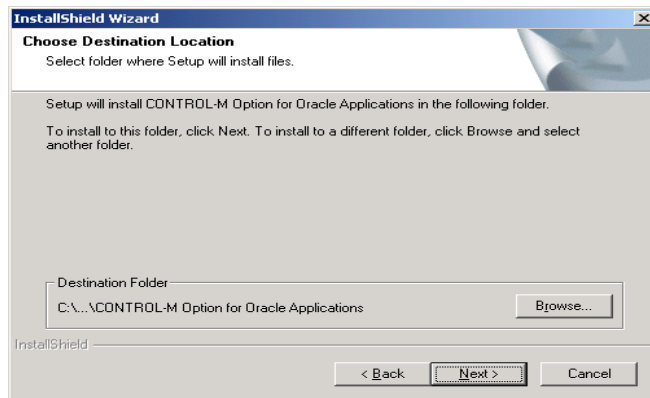 InstallShield Wizard
Choose Destination Location
Select folder where Setup will install files.
Setup will install CONTROL-M Option for Oracle Applications in the following folder.
To install to this folder, click Next. To install to a different folder, click Browse and select
another folder.
Destination Folder
C:\...\CONTROL-M Option for Oracle Applications
Browse...
InstallShield
< Back
Next >
Cancel